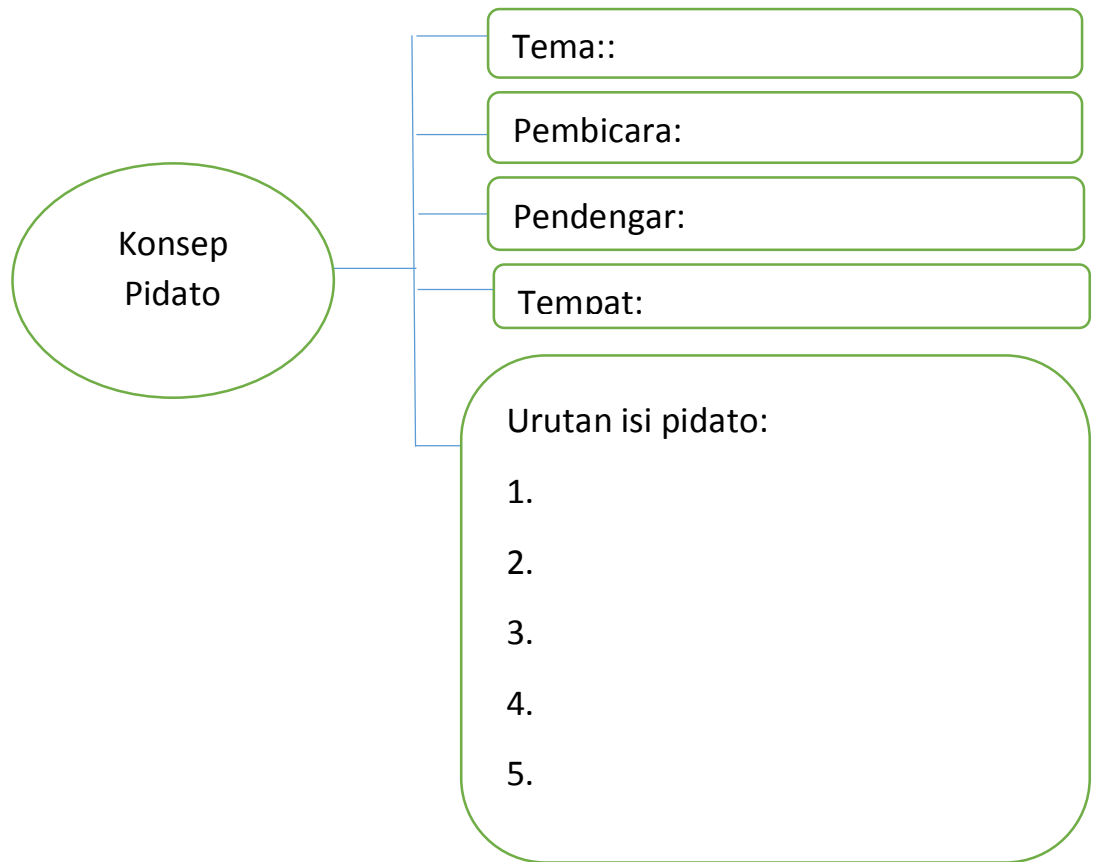 Tema::
Pembicara:
Pendengar:
Konsep
Pidato
Tempat:
Urutan isi pidato:
1.
2.
3.
4.
5.